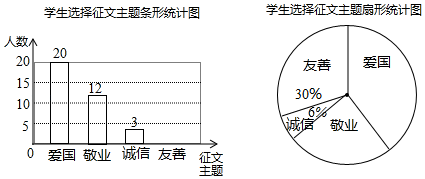 学生选择征文主题条形统计图
人数
20
15
10
5
0
20
12
3
爱国 敬业 诚信 友善
征文
主题
学生选择征文主题扇形统计图
友善
30%
爱国
诚信
6%
敬业